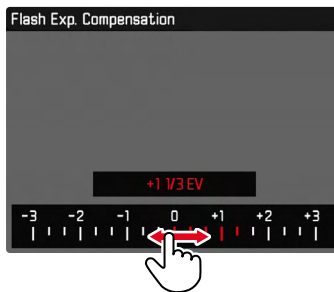 Flash Exp. Compensation
+1 1/3 EV
-3 -2 -1 0 +1 +2 +3